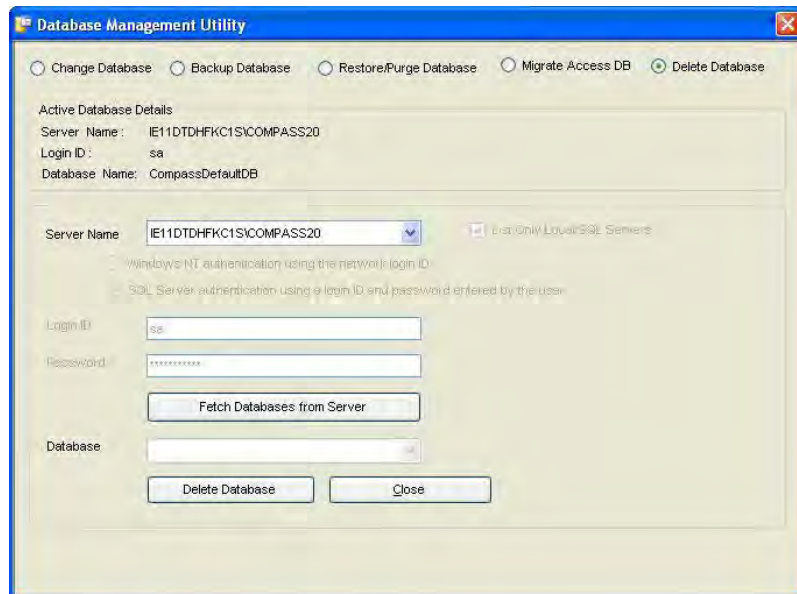 Database Management Utility
Change Database Backup Database Restore/Purge Database Migrate Access DB Delete Database
Active Database Details
Server Name : IE11DTDHFKC1S\COMPASS20
Login ID : sa
Database Name: CompassDefaultDB
Server Name IE11DTDHFKC1S\COMPASS20 List Only Local SQL Servers
Windows NT authentication using the network login ID
SQL Server authentication using a login ID and password entered by the user
Login ID sa
Password ***********
Fetch Databases from Server
Database
Delete Database Close